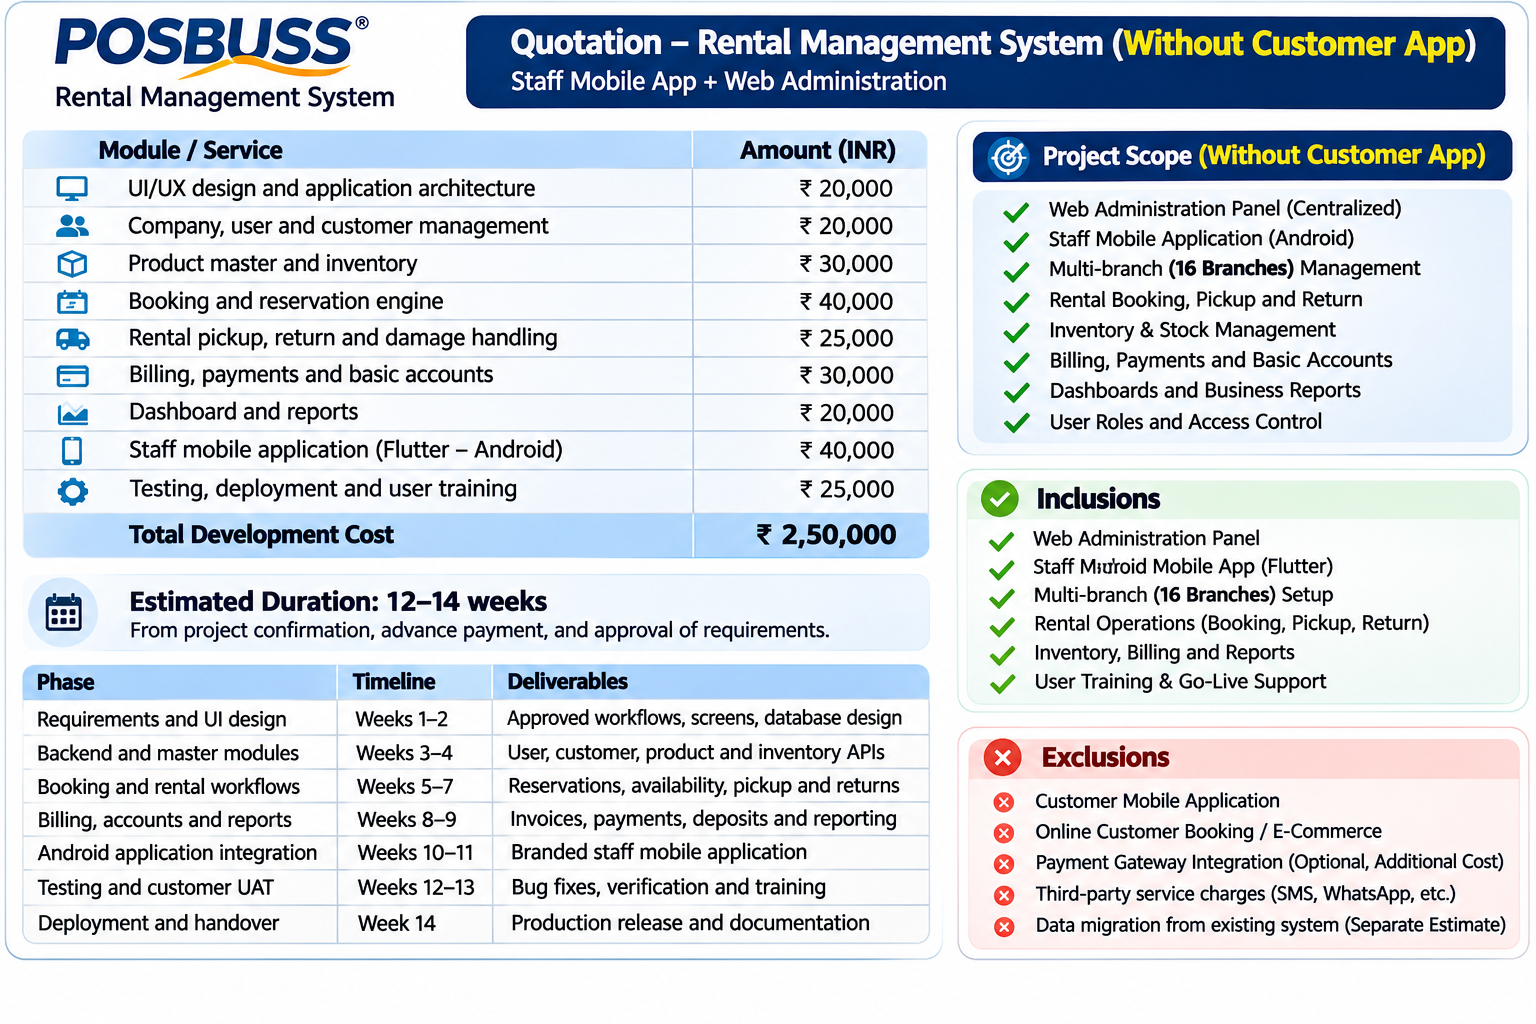 POSBUSS®
Rental Management System
Quotation – Rental Management System (Without Customer App)
Staff Mobile App + Web Administration
Module / Service Amount (INR)
UI/UX design and application architecture ₹ 20,000
Company, user and customer management ₹ 20,000
Product master and inventory ₹ 30,000
Booking and reservation engine ₹ 40,000
Rental pickup, return and damage handling ₹ 25,000
Billing, payments and basic accounts ₹ 30,000
Dashboard and reports ₹ 20,000
Staff mobile application (Flutter – Android) ₹ 40,000
Testing, deployment and user training ₹ 25,000
Total Development Cost ₹ 2,50,000
Estimated Duration: 12–14 weeks
From project confirmation, advance payment, and approval of requirements.
Phase Timeline Deliverables
Requirements and UI design Weeks 1–2 Approved workflows, screens, database design
Backend and master modules Weeks 3–4 User, customer, product and inventory APIs
Booking and rental workflows Weeks 5–7 Reservations, availability, pickup and returns
Billing, accounts and reports Weeks 8–9 Invoices, payments, deposits and reporting
Android application integration Weeks 10–11 Branded staff mobile application
Testing and customer UAT Weeks 12–13 Bug fixes, verification and training
Deployment and handover Week 14 Production release and documentation
Project Scope (Without Customer App)
Web Administration Panel (Centralized)
Staff Mobile Application (Android)
Multi-branch (16 Branches) Management
Rental Booking, Pickup and Return
Inventory & Stock Management
Billing, Payments and Basic Accounts
Dashboards and Business Reports
User Roles and Access Control
Inclusions
Web Administration Panel
Staff Mobile App (Flutter)
Multi-branch (16 Branches) Setup
Rental Operations (Booking, Pickup, Return)
Inventory, Billing and Reports
User Training & Go-Live Support
Exclusions
Customer Mobile Application
Online Customer Booking / E-Commerce
Payment Gateway Integration (Optional, Additional Cost)
Third-party service charges (SMS, WhatsApp, etc.)
Data migration from existing system (Separate Estimate)